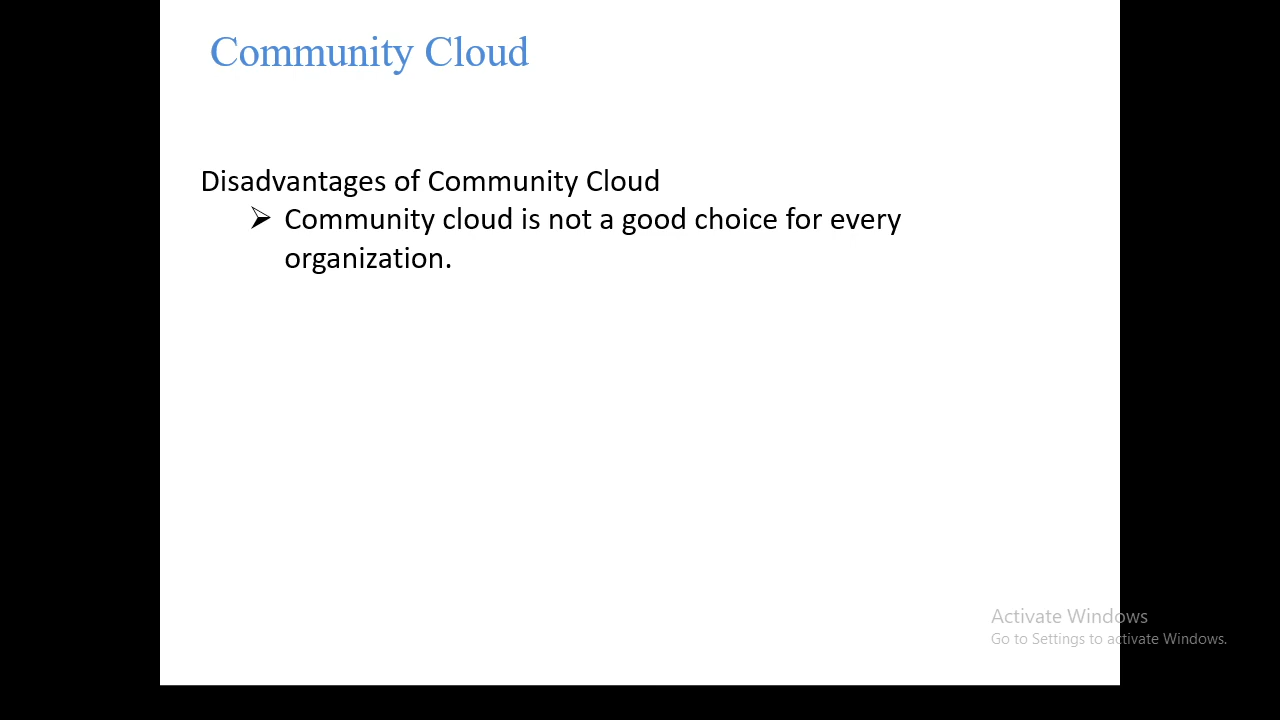 Community Cloud
Disadvantages of Community Cloud
➢ Community cloud is not a good choice for every
organization.
Activate Windows
Go to Settings to activate Windows.